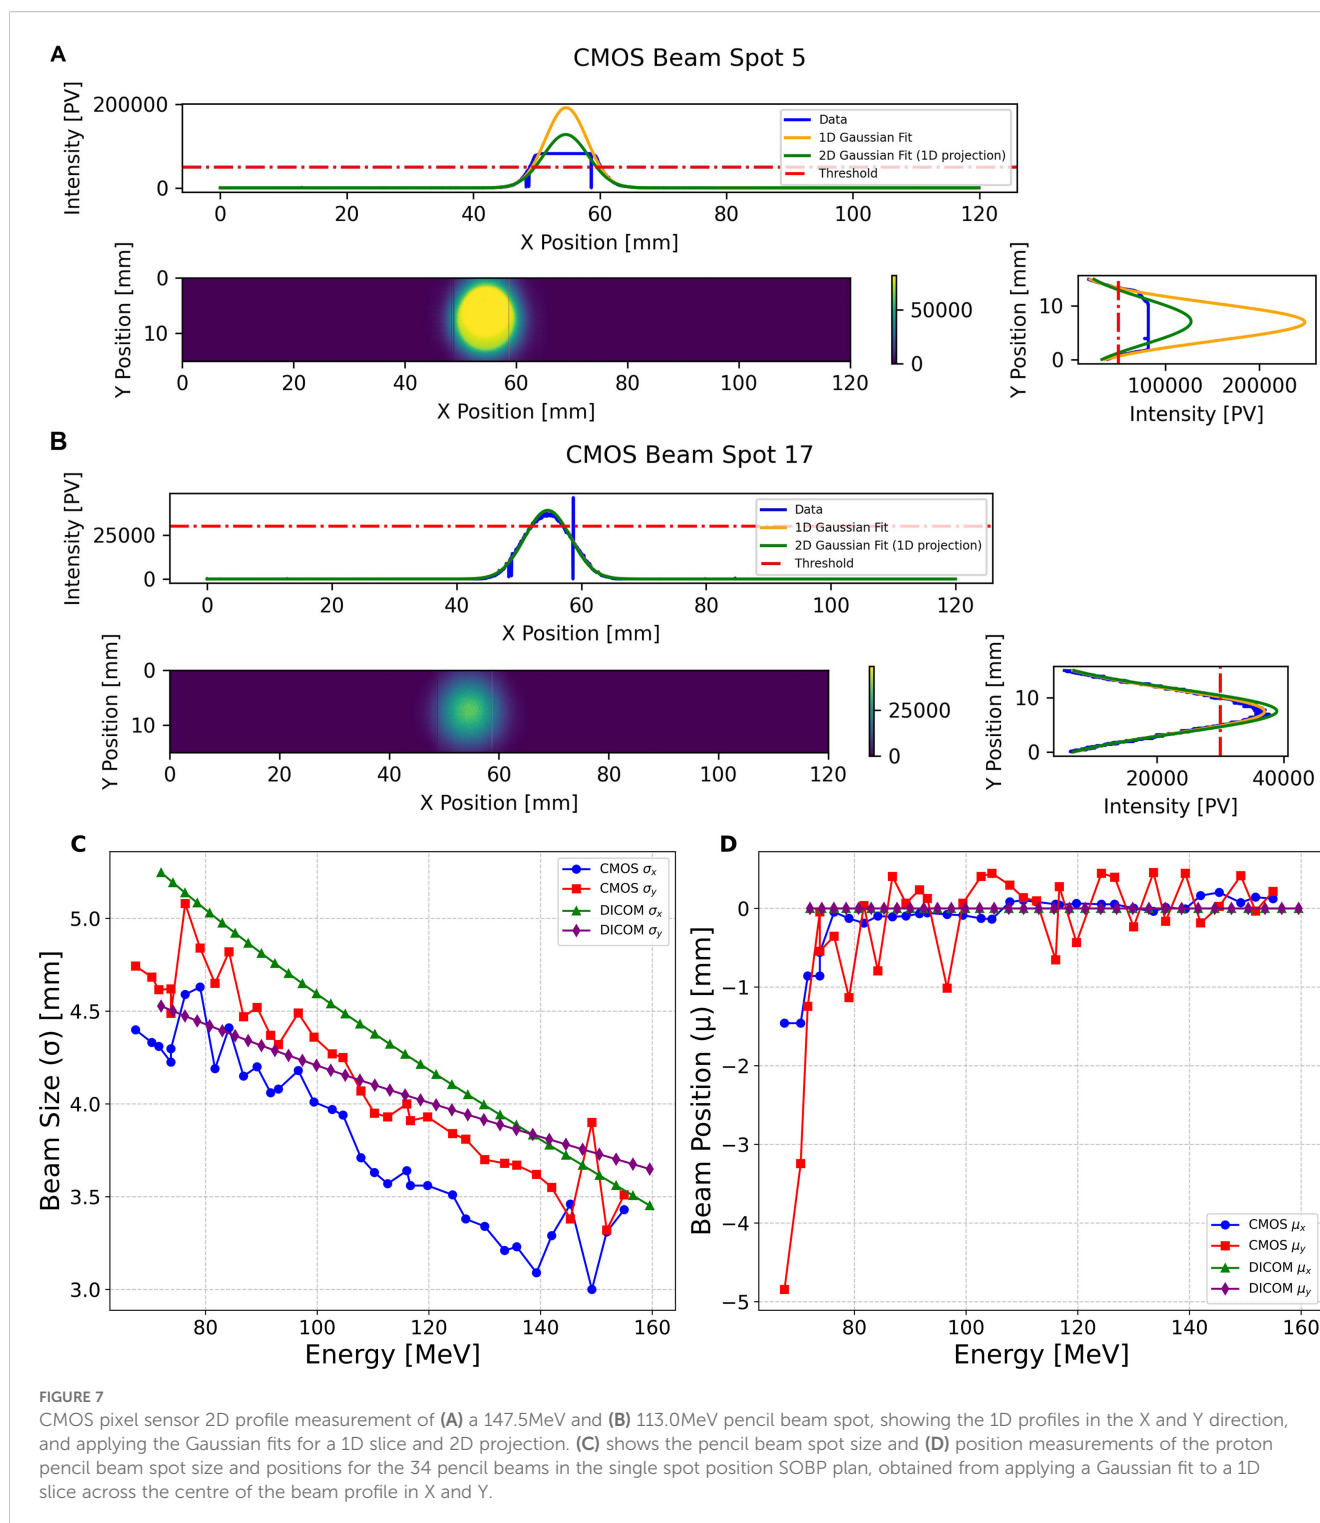 A
CMOS Beam Spot 5
200000
0
Intensity [PV]
Data
1D Gaussian Fit
2D Gaussian Fit (1D projection)
Threshold
0 20 40 60 80 100 120
X Position [mm]
0
10
Y Position [mm]
0 20 40 60 80 100 120
X Position [mm]
50000
0
10
0
Y Position [mm]
100000 200000
Intensity [PV]
B
CMOS Beam Spot 17
25000
0
Intensity [PV]
Data
1D Gaussian Fit
2D Gaussian Fit (1D projection)
Threshold
0 20 40 60 80 100 120
X Position [mm]
0
10
Y Position [mm]
0 20 40 60 80 100 120
X Position [mm]
25000
0
10
0
Y Position [mm]
20000 40000
Intensity [PV]
C
CMOS σx
CMOS σy
DICOM σx
DICOM σy
5.0
4.5
4.0
3.5
3.0
Beam Size (σ) [mm]
80 100 120 140 160
Energy [MeV]
D
0
−1
−2
−3
−4
−5
Beam Position (μ) [mm]
CMOS μx
CMOS μy
DICOM μx
DICOM μy
80 100 120 140 160
Energy [MeV]
FIGURE 7
CMOS pixel sensor 2D profile measurement of (A) a 147.5MeV and (B) 113.0MeV pencil beam spot, showing the 1D profiles in the X and Y direction,
and applying the Gaussian fits for a 1D slice and 2D projection. (C) shows the pencil beam spot size and (D) position measurements of the proton
pencil beam spot size and positions for the 34 pencil beams in the single spot position SOBP plan, obtained from applying a Gaussian fit to a 1D
slice across the centre of the beam profile in X and Y.